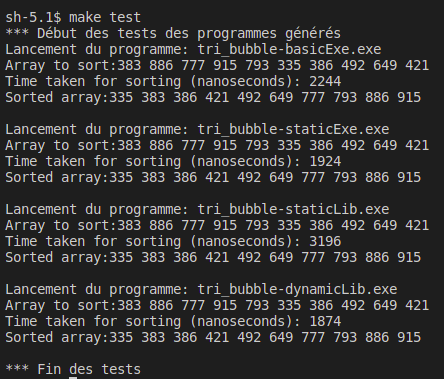 sh-5.1$ make test
*** Début des tests des programmes générés
Lancement du programme: tri_bubble-basicExe.exe
Array to sort:383 886 777 915 793 335 386 492 649 421
Time taken for sorting (nanoseconds): 2244
Sorted array:335 383 386 421 492 649 777 793 886 915
Lancement du programme: tri_bubble-staticExe.exe
Array to sort:383 886 777 915 793 335 386 492 649 421
Time taken for sorting (nanoseconds): 1924
Sorted array:335 383 386 421 492 649 777 793 886 915
Lancement du programme: tri_bubble-staticLib.exe
Array to sort:383 886 777 915 793 335 386 492 649 421
Time taken for sorting (nanoseconds): 3196
Sorted array:335 383 386 421 492 649 777 793 886 915
Lancement du programme: tri_bubble-dynamicLib.exe
Array to sort:383 886 777 915 793 335 386 492 649 421
Time taken for sorting (nanoseconds): 1874
Sorted array:335 383 386 421 492 649 777 793 886 915
*** Fin des tests